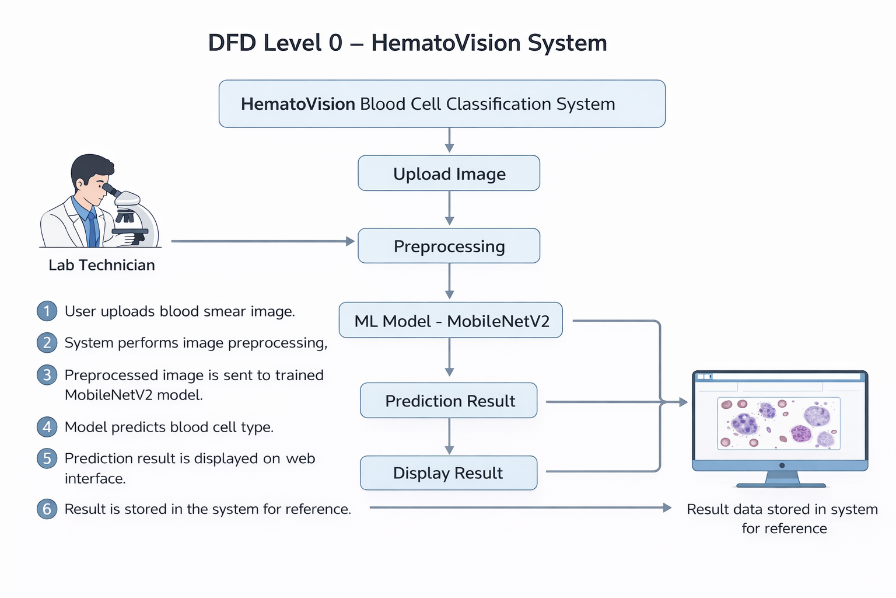 DFD Level 0 – HematoVision System
HematoVision Blood Cell Classification System
Upload Image
Preprocessing
Lab Technician
ML Model - MobileNetV2
Prediction Result
Display Result
1 User uploads blood smear image.
2 System performs image preprocessing,
3 Preprocessed image is sent to trained
MobileNetV2 model.
4 Model predicts blood cell type.
5 Prediction result is displayed on web
interface.
6 Result is stored in the system for reference.
Result data stored in system
for reference